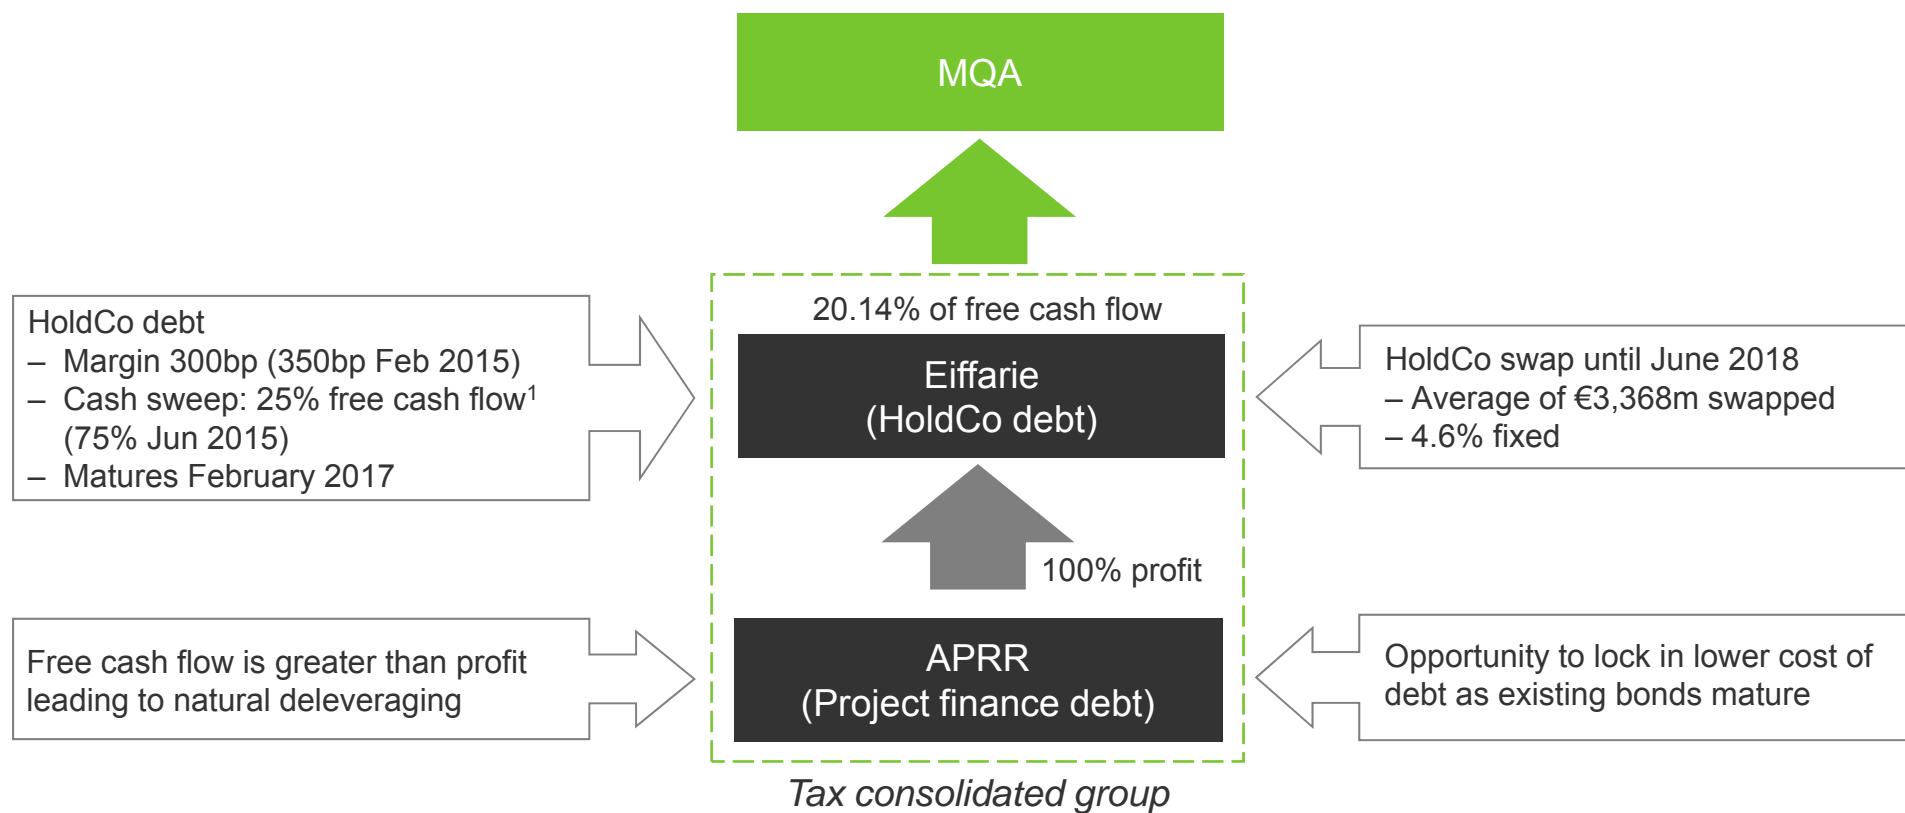 MQA
20.14% of free cash flow
HoldCo debt
– Margin 300bp (350bp Feb 2015)
– Cash sweep: 25% free cash flow¹
(75% Jun 2015)
– Matures February 2017
Eiffarie
(HoldCo debt)
HoldCo swap until June 2018
– Average of €3,368m swapped
– 4.6% fixed
100% profit
Free cash flow is greater than profit
leading to natural deleveraging
APRR
(Project finance debt)
Opportunity to lock in lower cost of
debt as existing bonds mature
Tax consolidated group